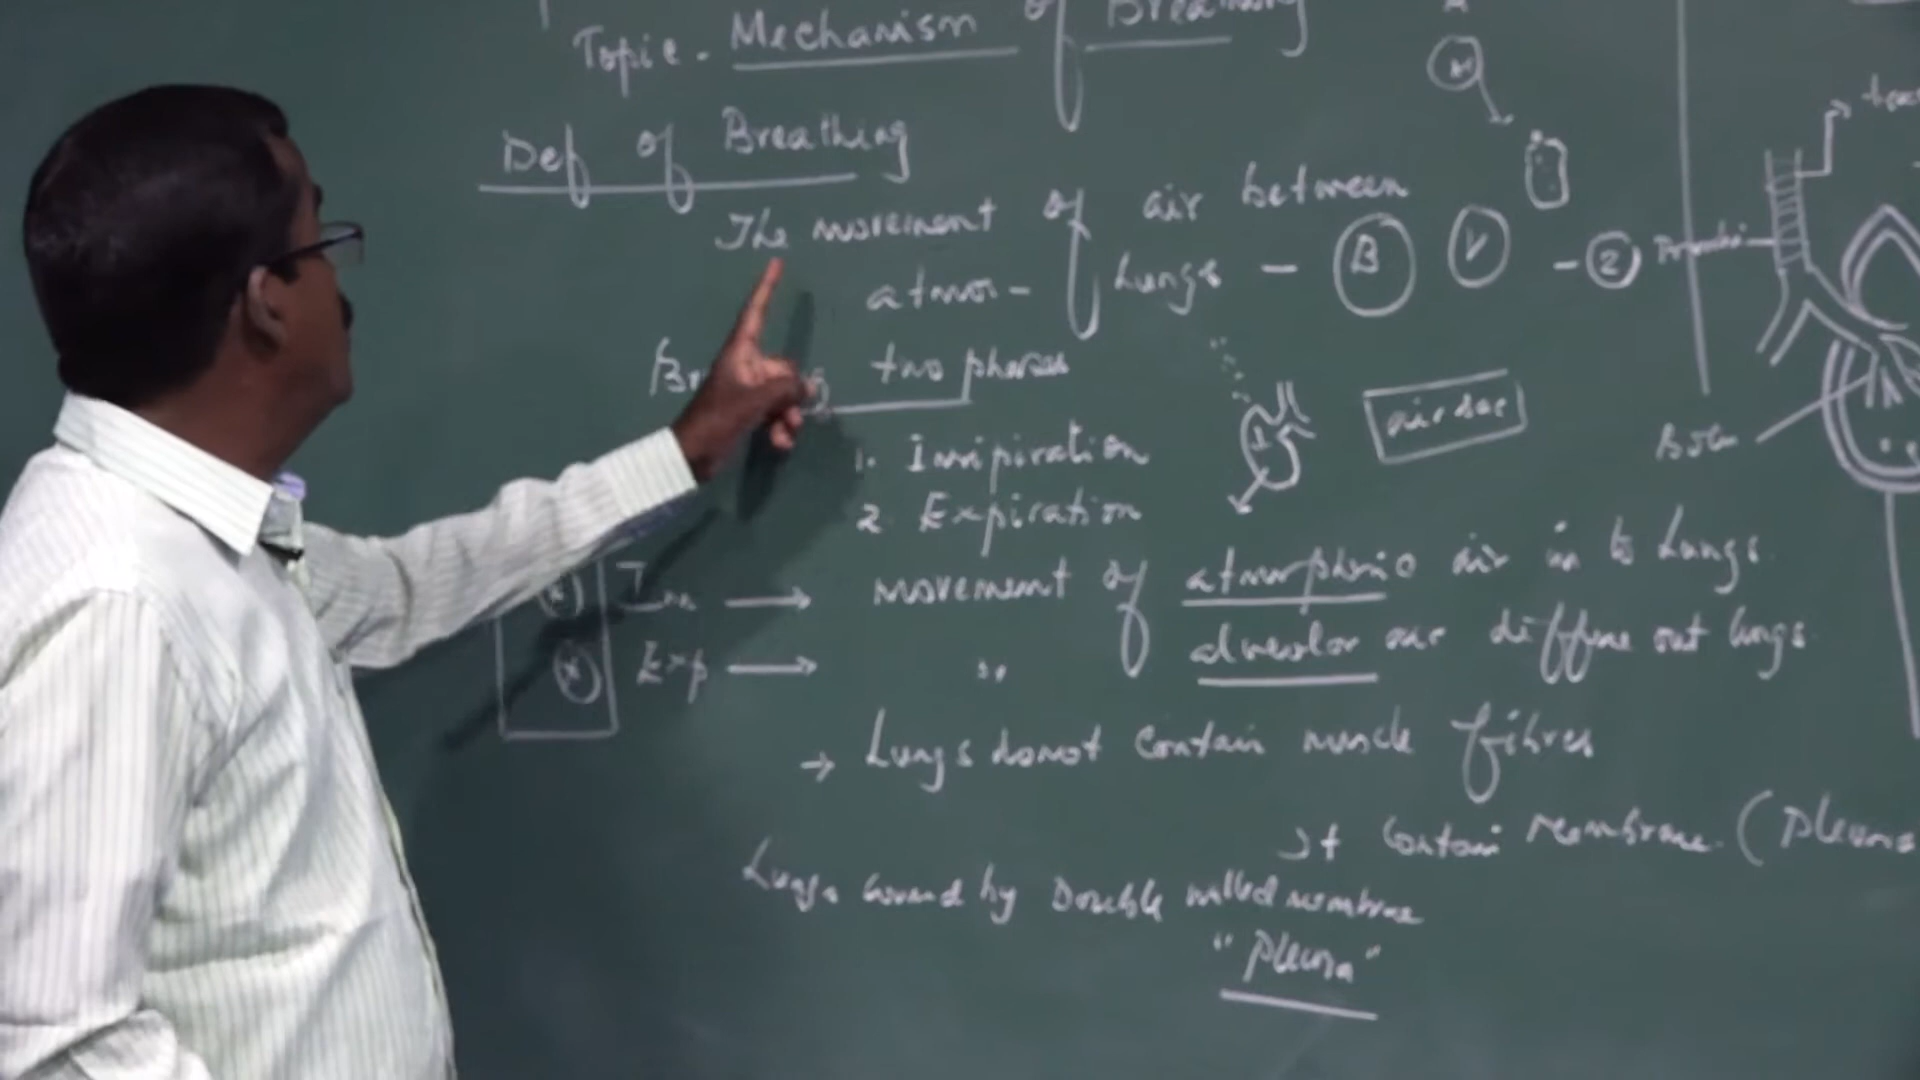 Topic - Mechanism of Breathing
Def of Breathing
The movement of air between
atmos - Lungs - B V - 2
two phases
1. Inspiration
2 Expiration
air sac
Ins → movement of atmospheric air in to Lungs
Exp → " alveolar air diffuse out lungs
→ Lungs donot contain muscle fibres
It contain Membrane. (Pleura
Lungs covered by Double walled membrane
"Pleura"